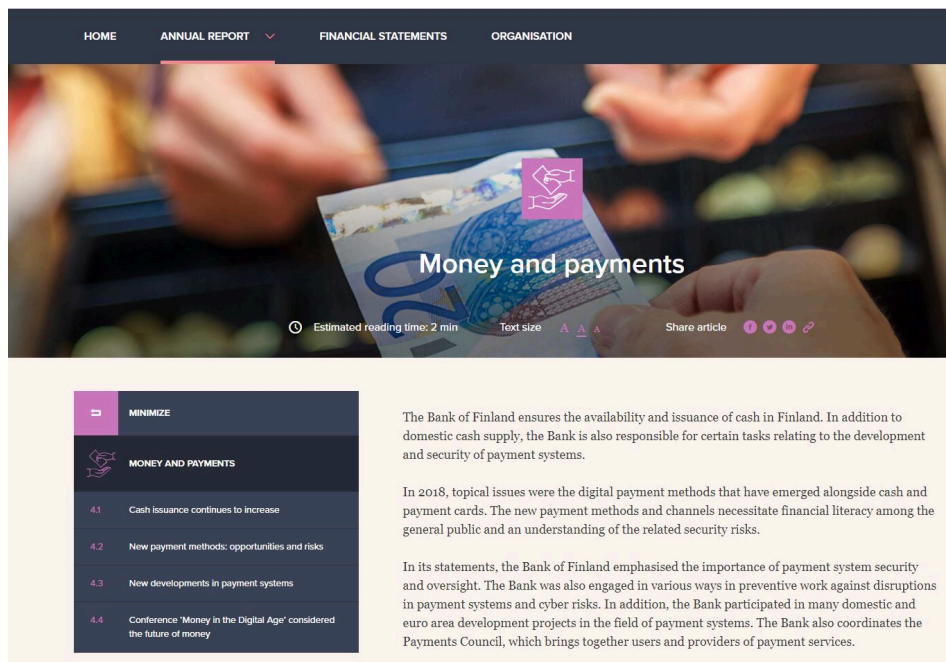 HOME ANNUAL REPORT FINANCIAL STATEMENTS ORGANISATION
20
Money and payments
Estimated reading time: 2 min Text size A A A Share article
MINIMIZE
MONEY AND PAYMENTS
4.1 Cash issuance continues to increase
4.2 New payment methods: opportunities and risks
4.3 New developments in payment systems
4.4 Conference 'Money in the Digital Age' considered
the future of money
The Bank of Finland ensures the availability and issuance of cash in Finland. In addition to
domestic cash supply, the Bank is also responsible for certain tasks relating to the development
and security of payment systems.
In 2018, topical issues were the digital payment methods that have emerged alongside cash and
payment cards. The new payment methods and channels necessitate financial literacy among the
general public and an understanding of the related security risks.
In its statements, the Bank of Finland emphasised the importance of payment system security
and oversight. The Bank was also engaged in various ways in preventive work against disruptions
in payment systems and cyber risks. In addition, the Bank participated in many domestic and
euro area development projects in the field of payment systems. The Bank also coordinates the
Payments Council, which brings together users and providers of payment services.